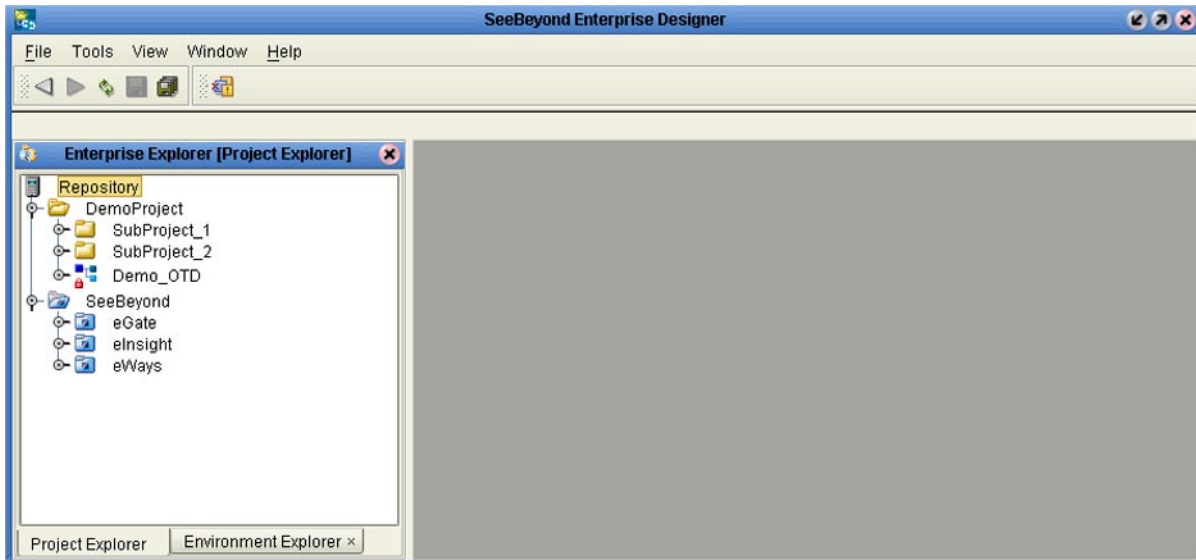 SeeBeyond Enterprise Designer
File Tools View Window Help
Enterprise Explorer [Project Explorer]
Repository
DemoProject
SubProject_1
SubProject_2
Demo_OTD
SeeBeyond
eGate
eInsight
eWays
Project Explorer Environment Explorer ×